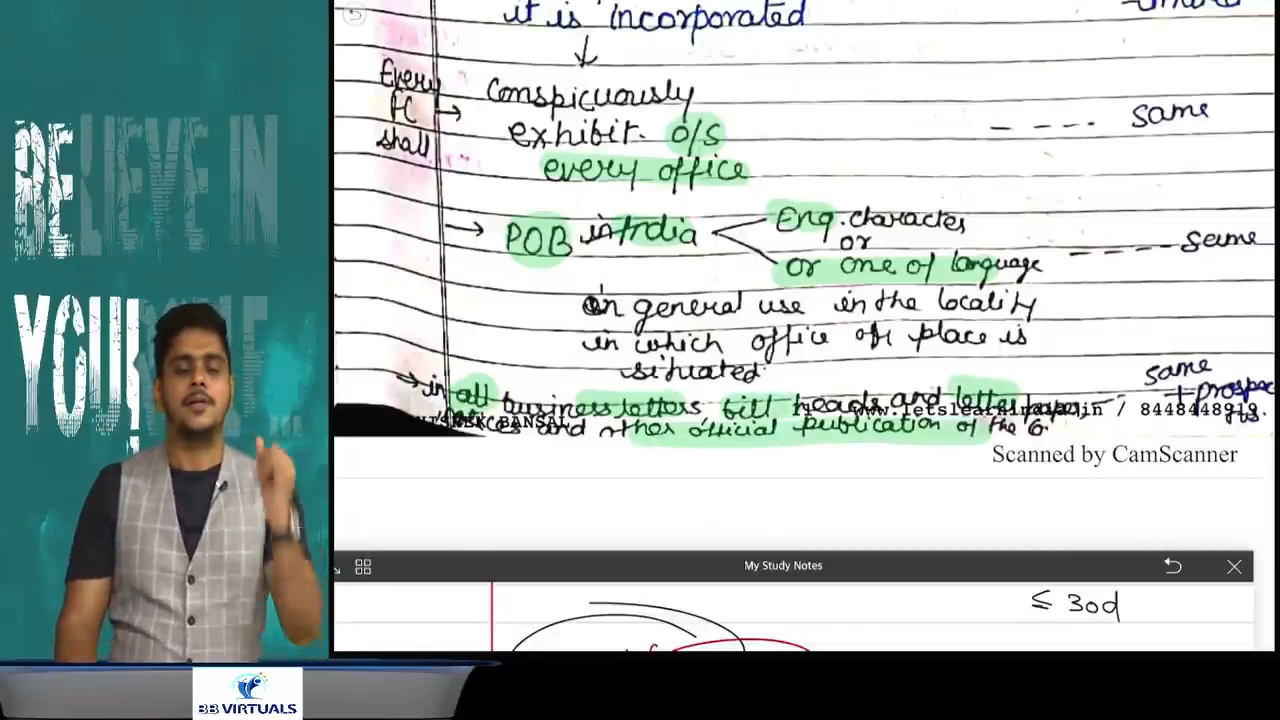 it is incorporated
Every FC shall → Conspicuously
exhibit. o/s
every office
---- same
→ POB in India
Eng. character
or
or one of language
---- same
in general use in the locality
in which office or place is
situated
same
→ in all business letters, bill heads and letter
and other official publication of the
www.letslearn / 8448448919.
BANSAL
Scanned by CamScanner
My Study Notes
≤ 30d
BELIEVE IN
BB VIRTUALS